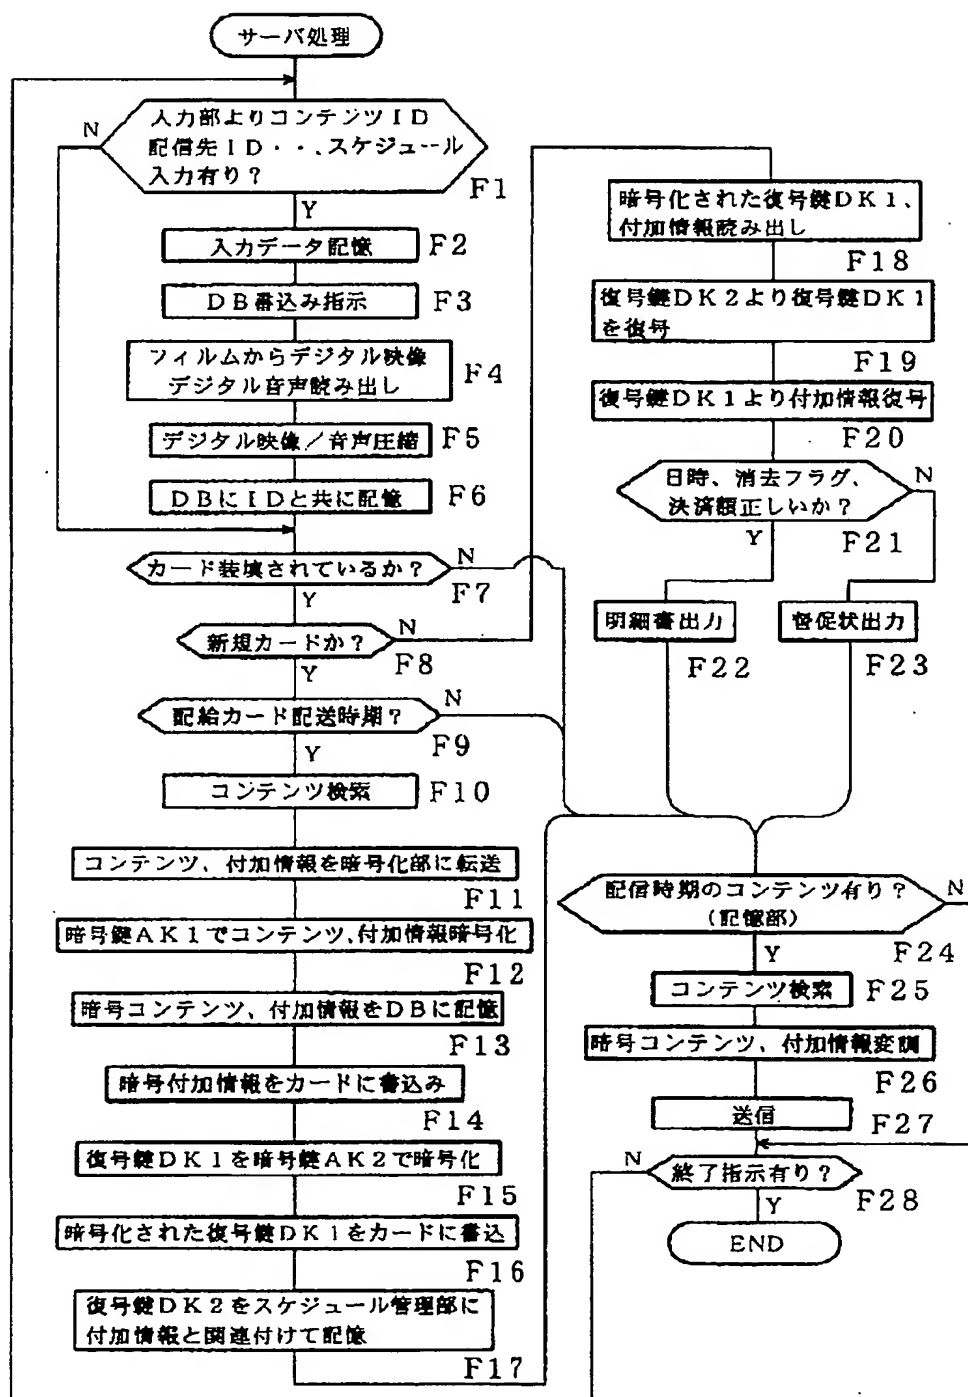 サーバ処理
入力部よりコンテンツID
配信先ID・・、スケジュール
入力有り？
N
F1
Y
入力データ記憶
F2
DB書込み指示
F3
フィルムからデジタル映像
デジタル音声読み出し
F4
デジタル映像／音声圧縮
F5
DBにIDと共に記憶
F6
カード装填されているか？
N
F7
Y
新規カードか？
N
F8
Y
配給カード配送時期？
N
F9
Y
コンテンツ検索
F10
コンテンツ、付加情報を暗号化部に転送
F11
暗号鍵AK1でコンテンツ、付加情報暗号化
F12
暗号コンテンツ、付加情報をDBに記憶
F13
暗号付加情報をカードに書込み
F14
復号鍵DK1を暗号鍵AK2で暗号化
F15
暗号化された復号鍵DK1をカードに書込
F16
復号鍵DK2をスケジュール管理部に
付加情報と関連付けて記憶
F17
暗号化された復号鍵DK1、
付加情報読み出し
F18
復号鍵DK2より復号鍵DK1
を復号
F19
復号鍵DK1より付加情報復号
F20
日時、消去フラグ、
決済額正しいか？
N
F21
Y
明細書出力
F22
督促状出力
F23
配信時期のコンテンツ有り？
（記憶部）
N
F24
Y
コンテンツ検索
F25
暗号コンテンツ、付加情報変調
F26
送信
F27
終了指示有り？
N
F28
Y
END